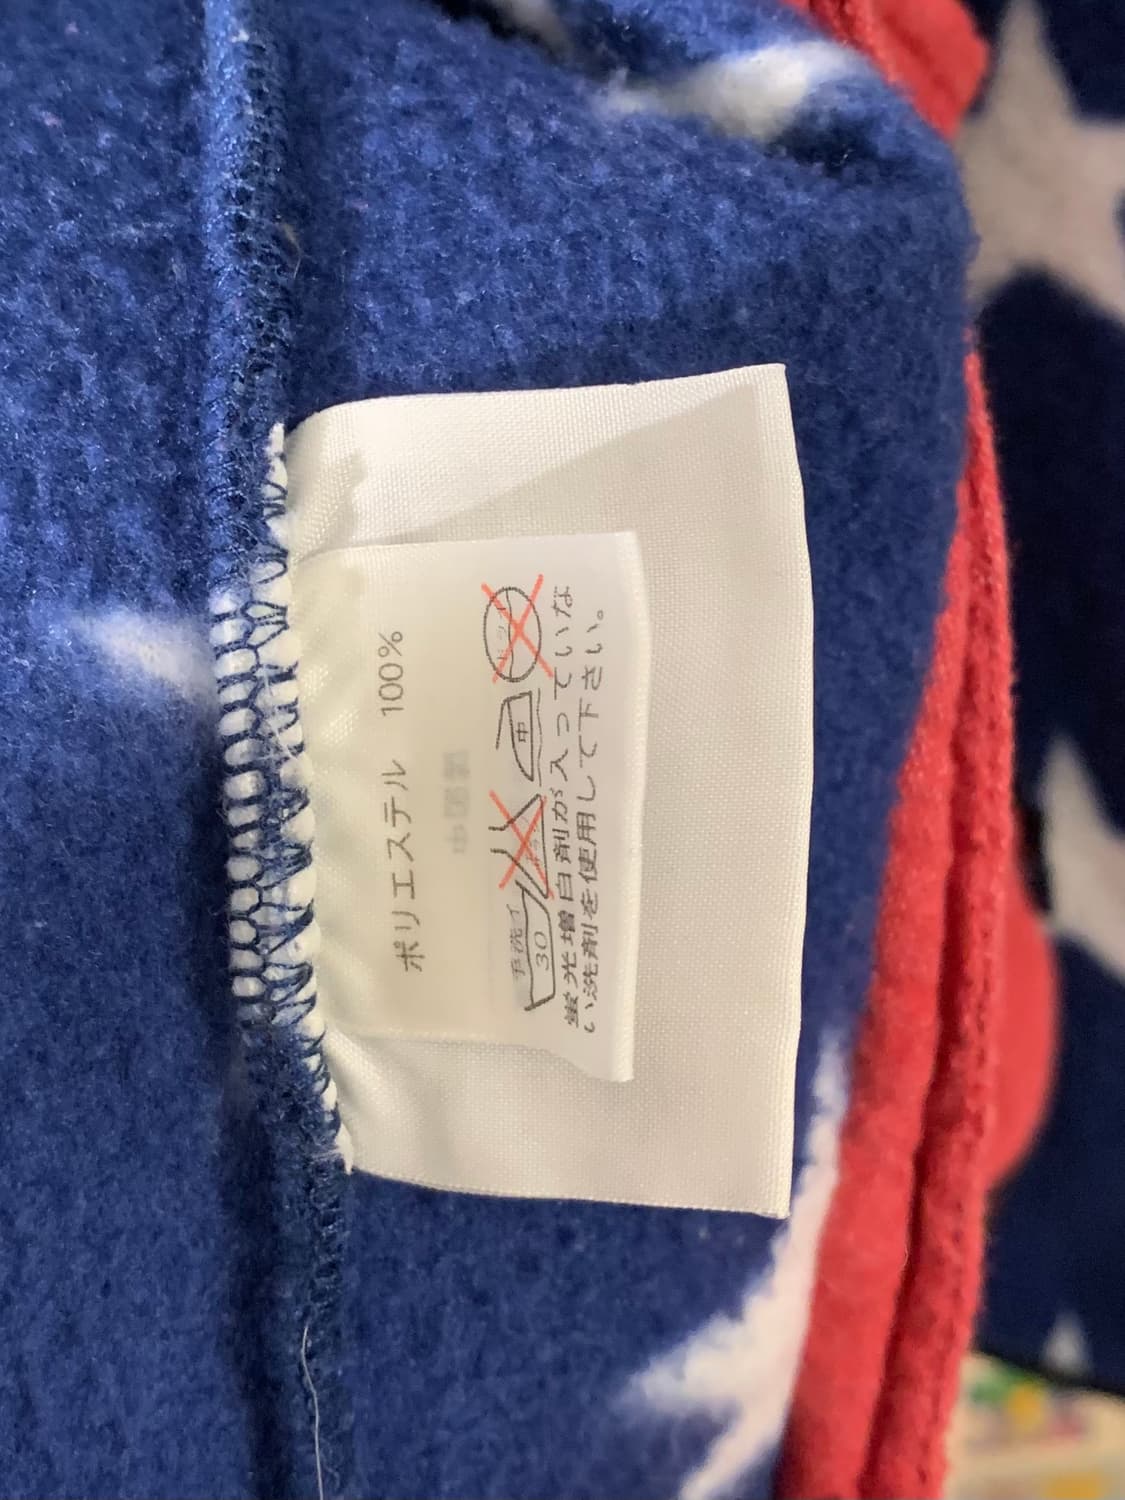 ポリエステル 100%
中国製
手洗イ
30
中
蛍光増白剤が入っていな
い洗剤を使用して下さい。